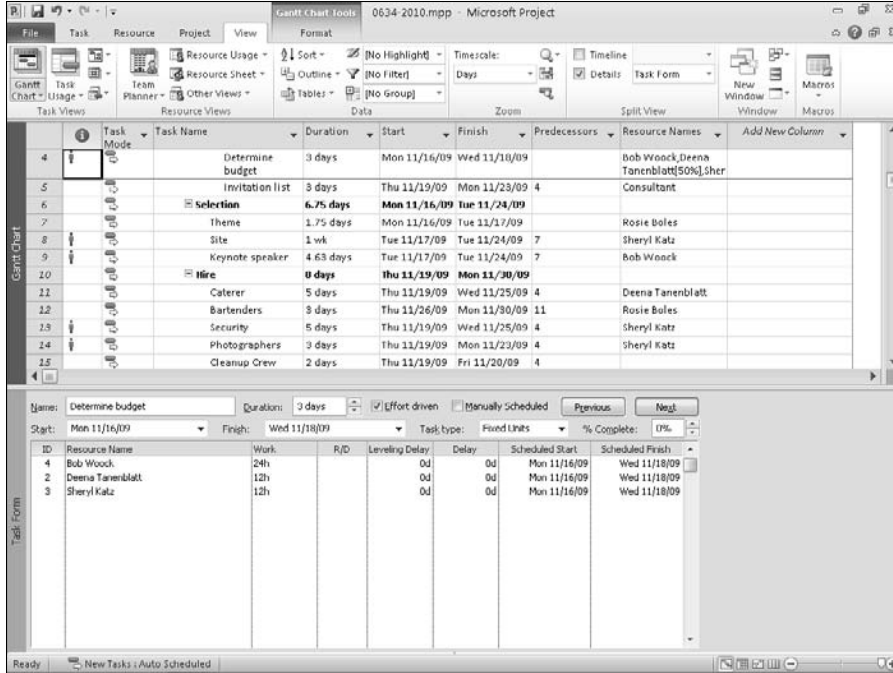 Gantt Chart Tools 0634-2010.mpp - Microsoft Project
File Task Resource Project View Format
Gantt Chart
Task Usage
Team Planner
Resource Usage
Resource Sheet
Other Views
Sort
Outline
Tables
[No Highlight]
[No Filter]
[No Group]
Timescale:
Days
Timeline
Details Task Form
New Window
Macros
Task Views Resource Views Data Zoom Split View Window Macros
Task Mode Task Name Duration Start Finish Predecessors Resource Names Add New Column
4 Determine budget 3 days Mon 11/16/09 Wed 11/18/09 Bob Woock,Deena Tanenblatt[50%],Sher
5 Invitation list 3 days Thu 11/19/09 Mon 11/23/09 4 Consultant
6 Selection 6.75 days Mon 11/16/09 Tue 11/24/09
7 Theme 1.75 days Mon 11/16/09 Tue 11/17/09 Rosie Boles
8 Site 1 wk Tue 11/17/09 Tue 11/24/09 7 Sheryl Katz
9 Keynote speaker 4.63 days Tue 11/17/09 Tue 11/24/09 7 Bob Woock
10 Hire 8 days Thu 11/19/09 Mon 11/30/09
11 Caterer 5 days Thu 11/19/09 Wed 11/25/09 4 Deena Tanenblatt
12 Bartenders 3 days Thu 11/26/09 Mon 11/30/09 11 Rosie Boles
13 Security 5 days Thu 11/19/09 Wed 11/25/09 4 Sheryl Katz
14 Photographers 3 days Thu 11/19/09 Mon 11/23/09 4 Sheryl Katz
15 Cleanup Crew 2 days Thu 11/19/09 Fri 11/20/09 4
Gantt Chart
Name: Determine budget Duration: 3 days Effort driven Manually Scheduled Previous Next
Start: Mon 11/16/09 Finish: Wed 11/18/09 Task type: Fixed Units % Complete: 0%
ID Resource Name Work R/D Leveling Delay Delay Scheduled Start Scheduled Finish
4 Bob Woock 24h 0d 0d Mon 11/16/09 Wed 11/18/09
2 Deena Tanenblatt 12h 0d 0d Mon 11/16/09 Wed 11/18/09
3 Sheryl Katz 12h 0d 0d Mon 11/16/09 Wed 11/18/09
Task Form
Ready New Tasks : Auto Scheduled